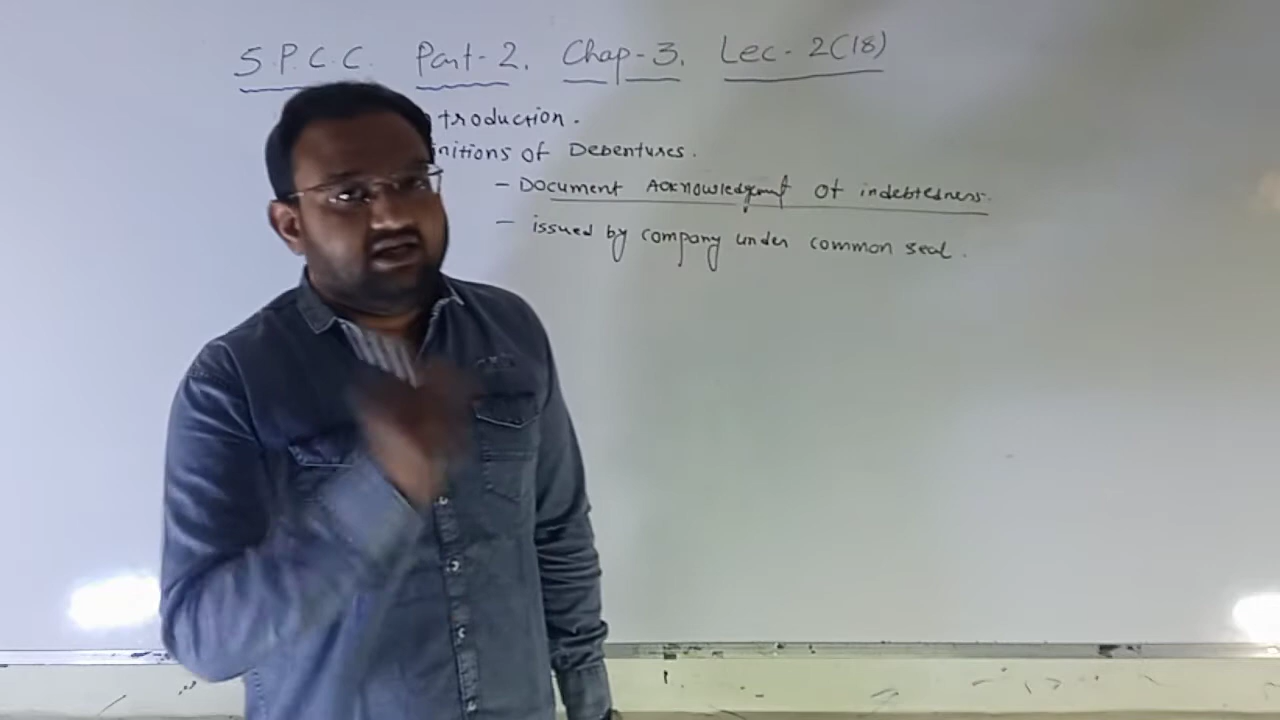 S.P.C.C. Part-2. Chap-3. Lec-2(18)
troduction.
initions of Debentures.
- Document Acknowledgment of indebtedness.
- issued by company under common seal.